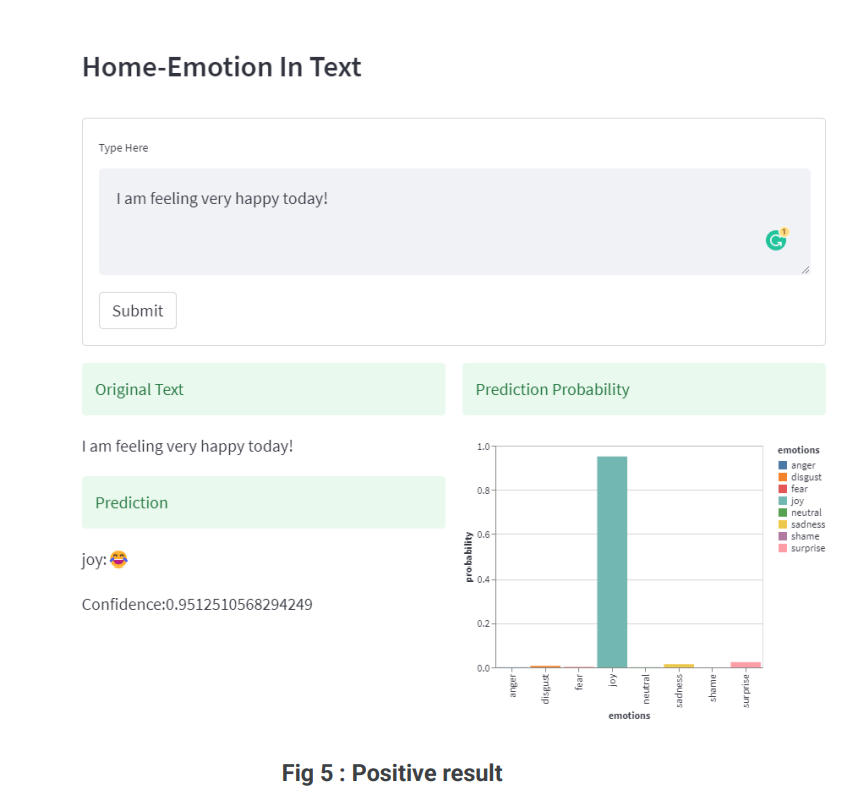 Home-Emotion In Text
Type Here
I am feeling very happy today!
1
Submit
Original Text
I am feeling very happy today!
Prediction
joy:😂
Confidence:0.9512510568294249
Prediction Probability
1.0
0.8
0.6
0.4
0.2
0.0
probability
anger
disgust
fear
joy
neutral
sadness
shame
surprise
emotions
emotions
anger
disgust
fear
joy
neutral
sadness
shame
surprise
Fig 5 : Positive result